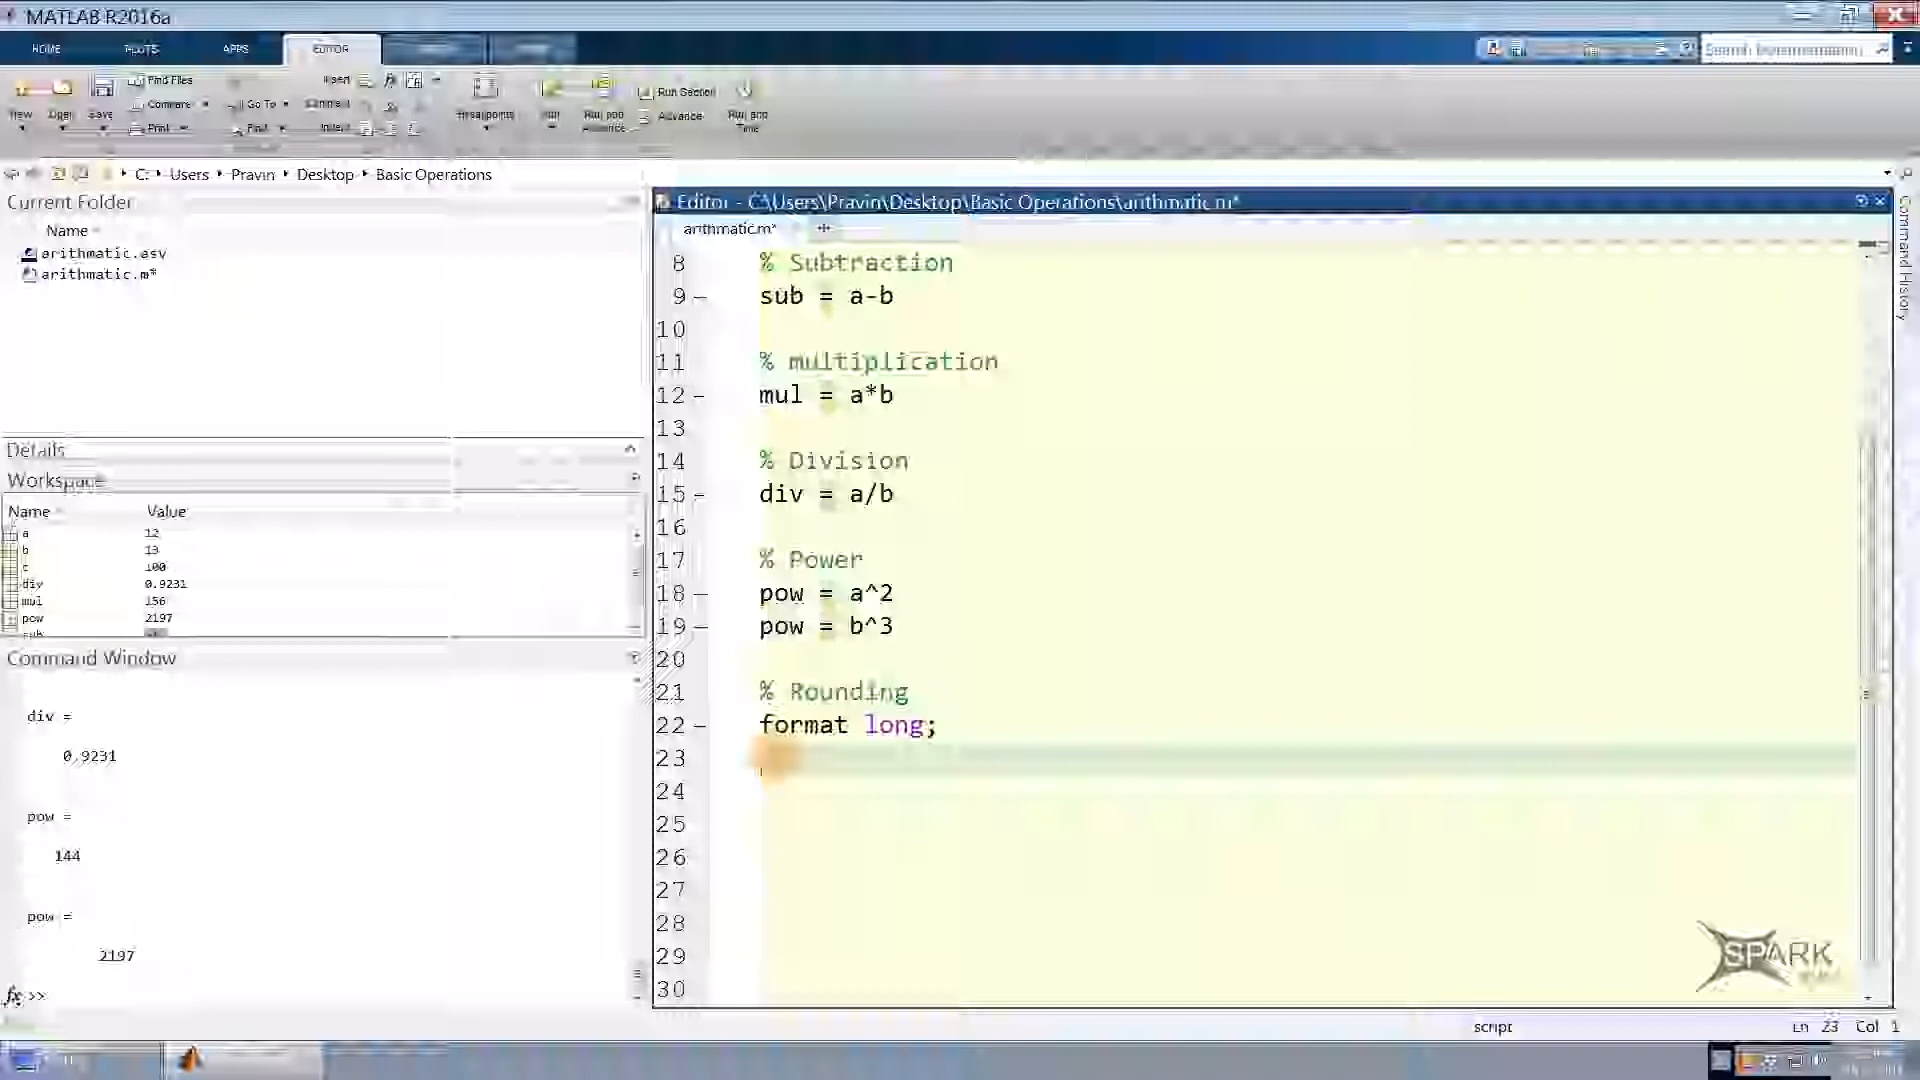 MATLAB R2016a
HOME PLOTS APPS EDITOR
Search Documentation
New Open Save
Find Files
Compare
Print
Go To
Find
Insert
Comment
Indent
Breakpoints
Run
Run and Advance
Run Section
Advance
Run and Time
C: Users Pravin Desktop Basic Operations
Current Folder
Name
arithmatic.asv
arithmatic.m*
Details
Workspace
Name Value
a 12
b 13
c 100
div 0.9231
mul 156
pow 2197
sub
Command Window
div =
0.9231
pow =
144
pow =
2197
fx >>
Editor - C:\Users\Pravin\Desktop\Basic Operations\arithmatic.m*
arithmatic.m* +
8 % Subtraction
9 – sub = a-b
10
11 % multiplication
12 – mul = a*b
13
14 % Division
15 – div = a/b
16
17 % Power
18 – pow = a^2
19 – pow = b^3
20
21 % Rounding
22 – format long;
23
24
25
26
27
28
29
30
Command History
SPARK
script Ln 23 Col 1